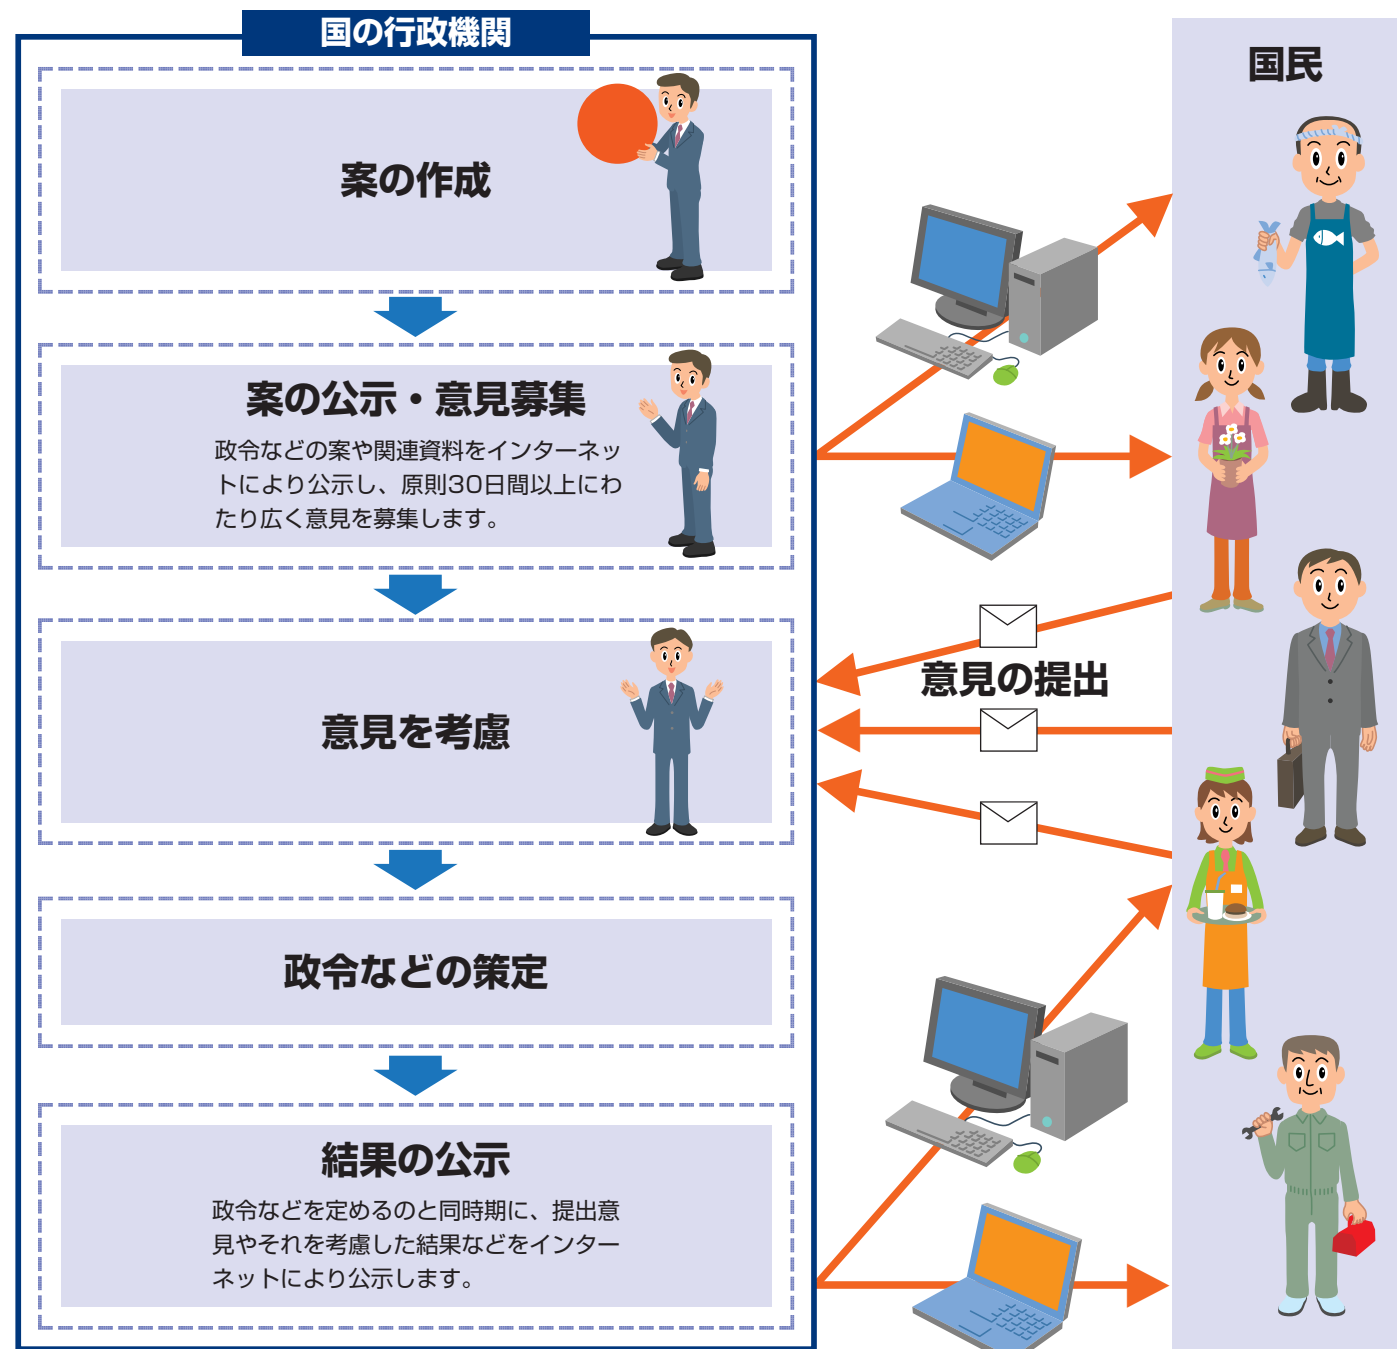 国の行政機関
国民
案の作成
案の公示・意見募集
政令などの案や関連資料をインターネッ
トにより公示し、原則30日間以上にわ
たり広く意見を募集します。
意見の提出
意見を考慮
政令などの策定
結果の公示
政令などを定めるのと同時期に、提出意
見やそれを考慮した結果などをインター
ネットにより公示します。